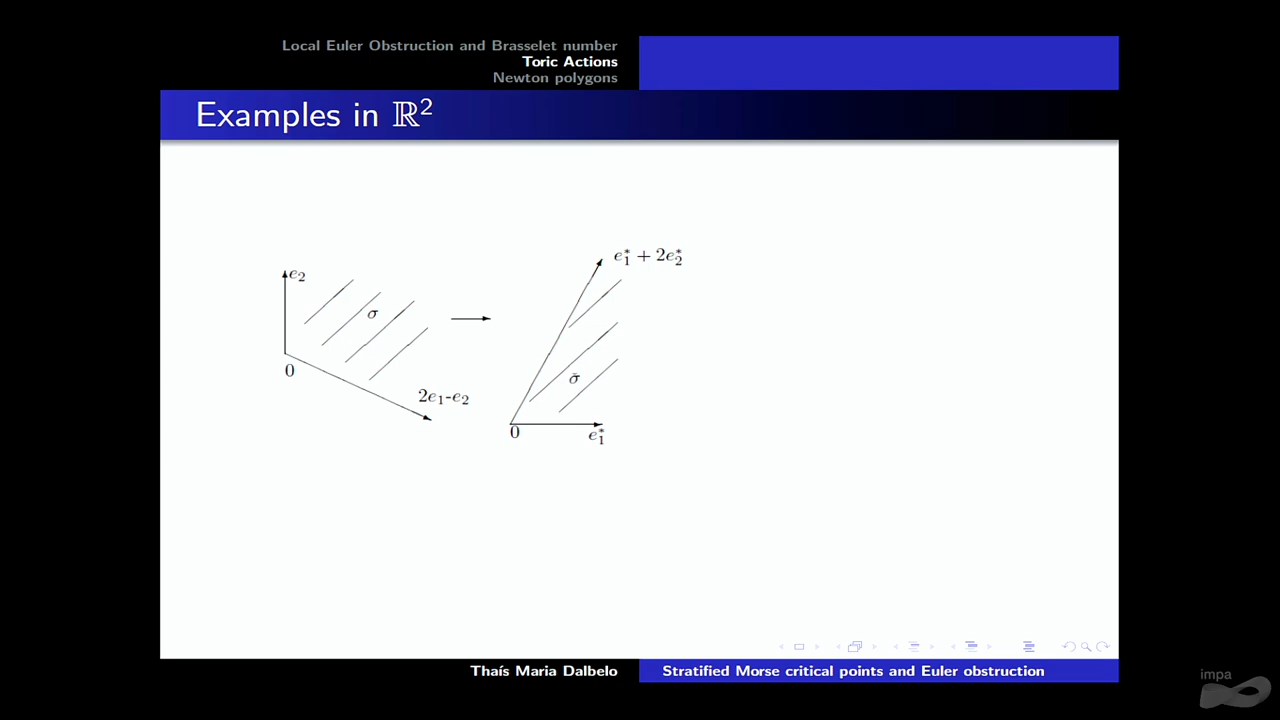 Local Euler Obstruction and Brasselet number
Toric Actions
Newton polygons
Examples in ℝ²
e₂
σ
0
2e₁-e₂
e₁* + 2e₂*
σ̌
0
e₁*
Thaís Maria Dalbelo
Stratified Morse critical points and Euler obstruction
impa